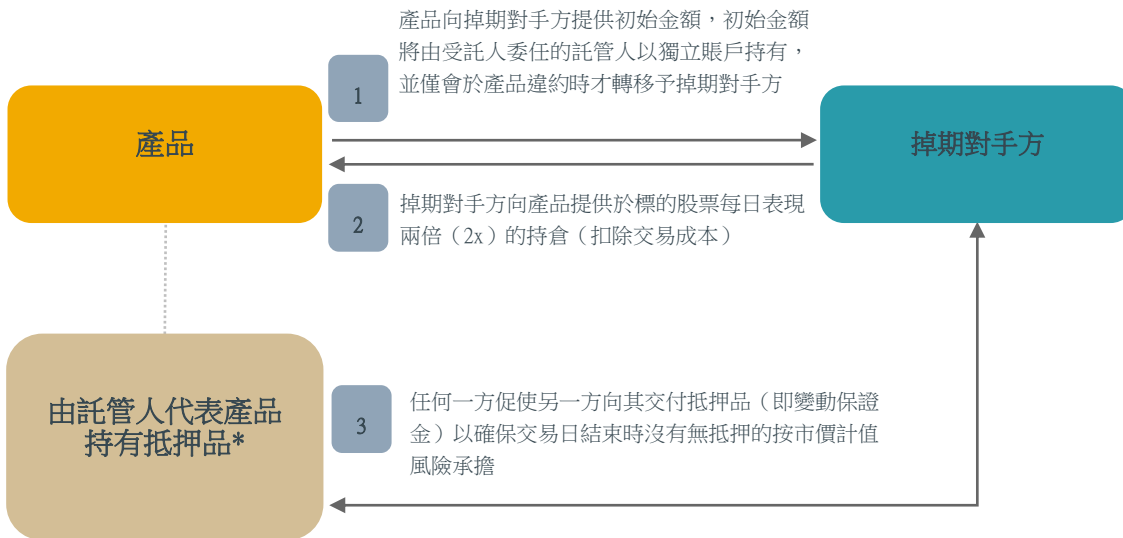 產品向掉期對手方提供初始金額，初始金額
將由受託人委任的託管人以獨立賬戶持有，
並僅會於產品違約時才轉移予掉期對手方
1
產品
掉期對手方
2
掉期對手方向產品提供於標的股票每日表現
兩倍（2x）的持倉（扣除交易成本）
由託管人代表產品
持有抵押品*
3
任何一方促使另一方向其交付抵押品（即變動保證
金）以確保交易日結束時沒有無抵押的按市價計值
風險承擔